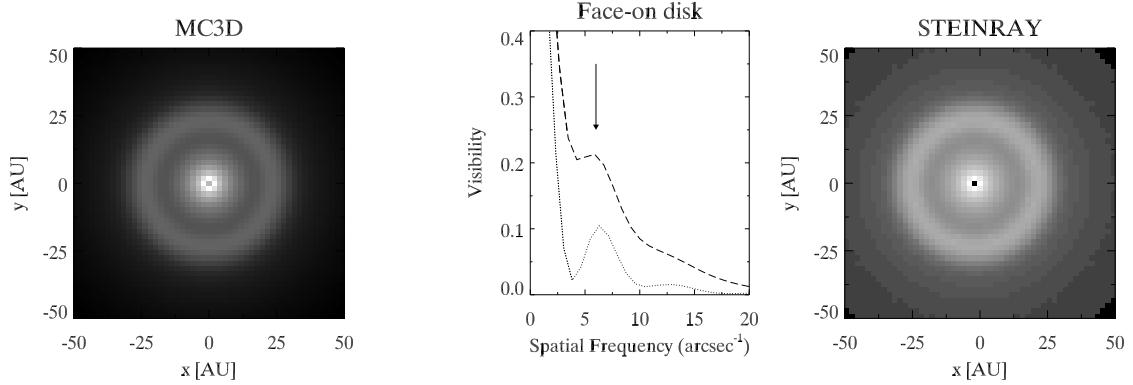 MC3D
50
25
0
-25
-50
y [AU]
-50 -25 0 25 50
x [AU]
Face-on disk
0.4
0.3
0.2
0.1
0.0
Visibility
0 5 10 15 20
Spatial Frequency (arcsec⁻¹)
STEINRAY
50
25
0
-25
-50
y [AU]
-50 -25 0 25 50
x [AU]